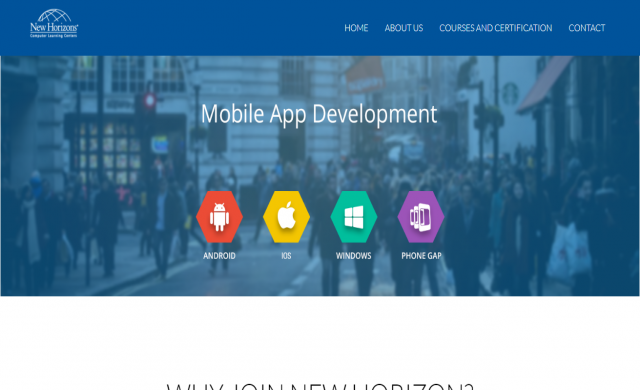 New Horizons®
Computer Learning Centers
HOME ABOUT US COURSES AND CERTIFICATION CONTACT
Mobile App Development
ANDROID IOS WINDOWS PHONE GAP
WHY JOIN NEW HORIZON?